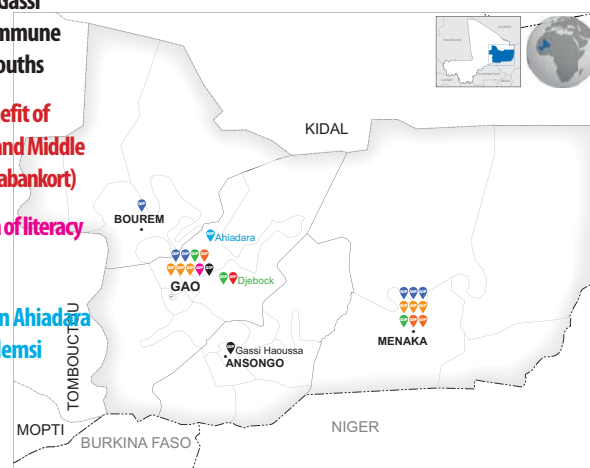 Gassi
mmune
ouths
efit of
and Middle
abankort)
of literacy
n Ahiadara
lemsi
KIDAL
BOUREM
Ahiadara
GAO
Djebock
MENAKA
Gassi Haoussa
ANSONGO
TOMBOUCTOU
MOPTI
BURKINA FASO
NIGER